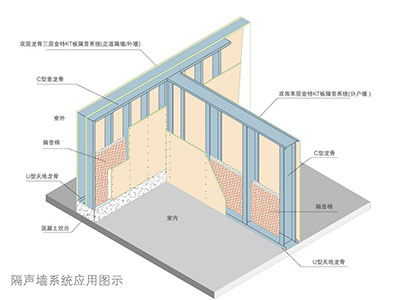 双层龙骨三层金特KT板隔音系统(走道隔墙/外墙)
C型竖龙骨
双面单层金特KT板隔音系统(分户墙)
室外
隔音棉
C型龙骨
U型天地龙骨
隔音棉
混凝土坎台
室内
U型天地龙骨
隔声墙系统应用图示